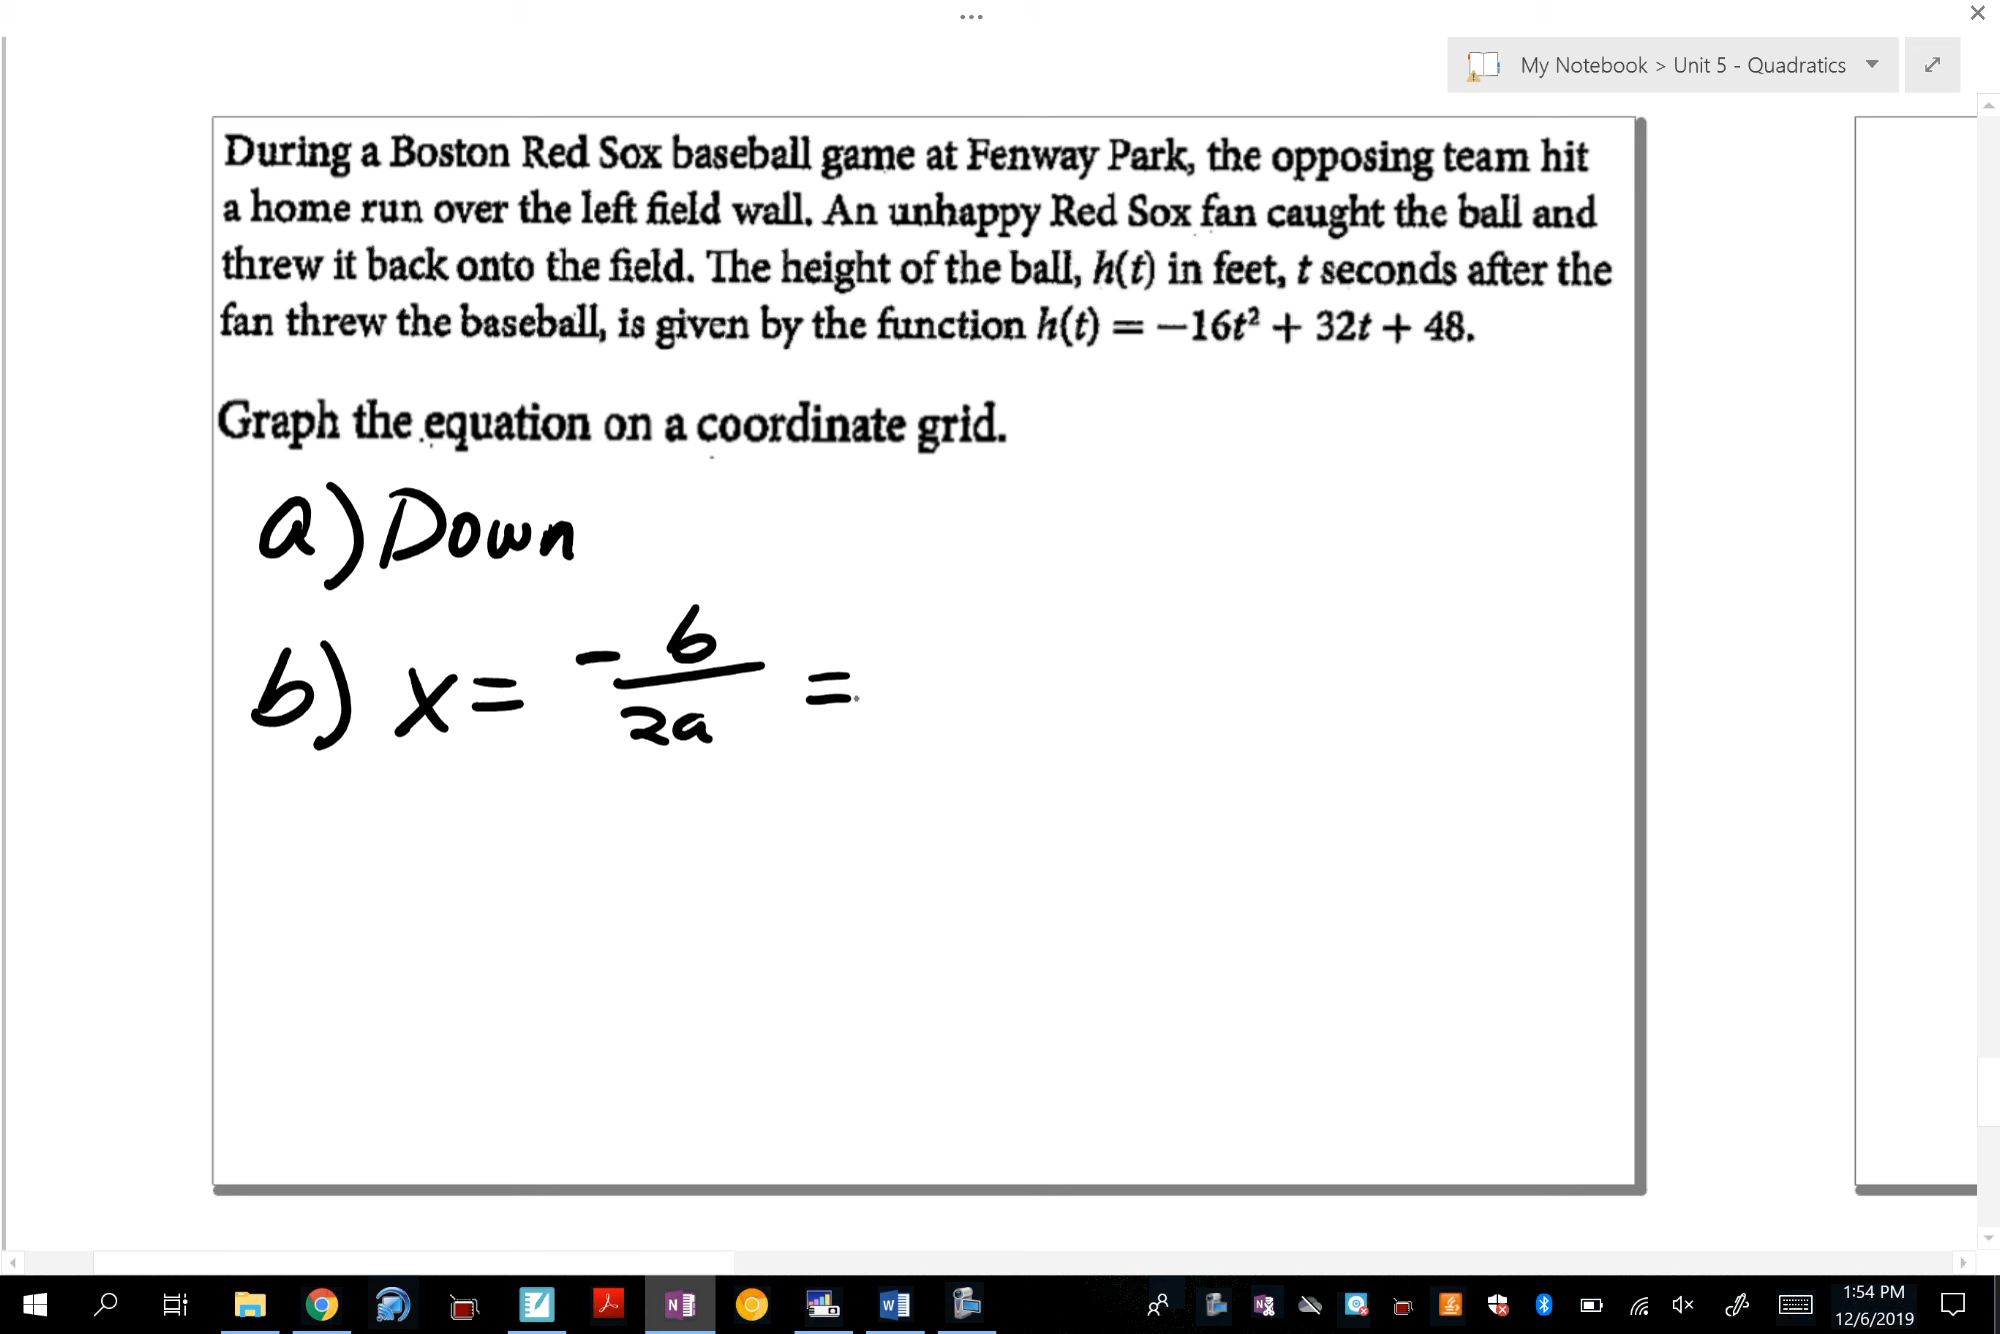 My Notebook > Unit 5 - Quadratics
During a Boston Red Sox baseball game at Fenway Park, the opposing team hit
a home run over the left field wall. An unhappy Red Sox fan caught the ball and
threw it back onto the field. The height of the ball, h(t) in feet, t seconds after the
fan threw the baseball, is given by the function h(t) = −16t² + 32t + 48.
Graph the equation on a coordinate grid.
a) Down
b) x = -b/2a =
1:54 PM
12/6/2019